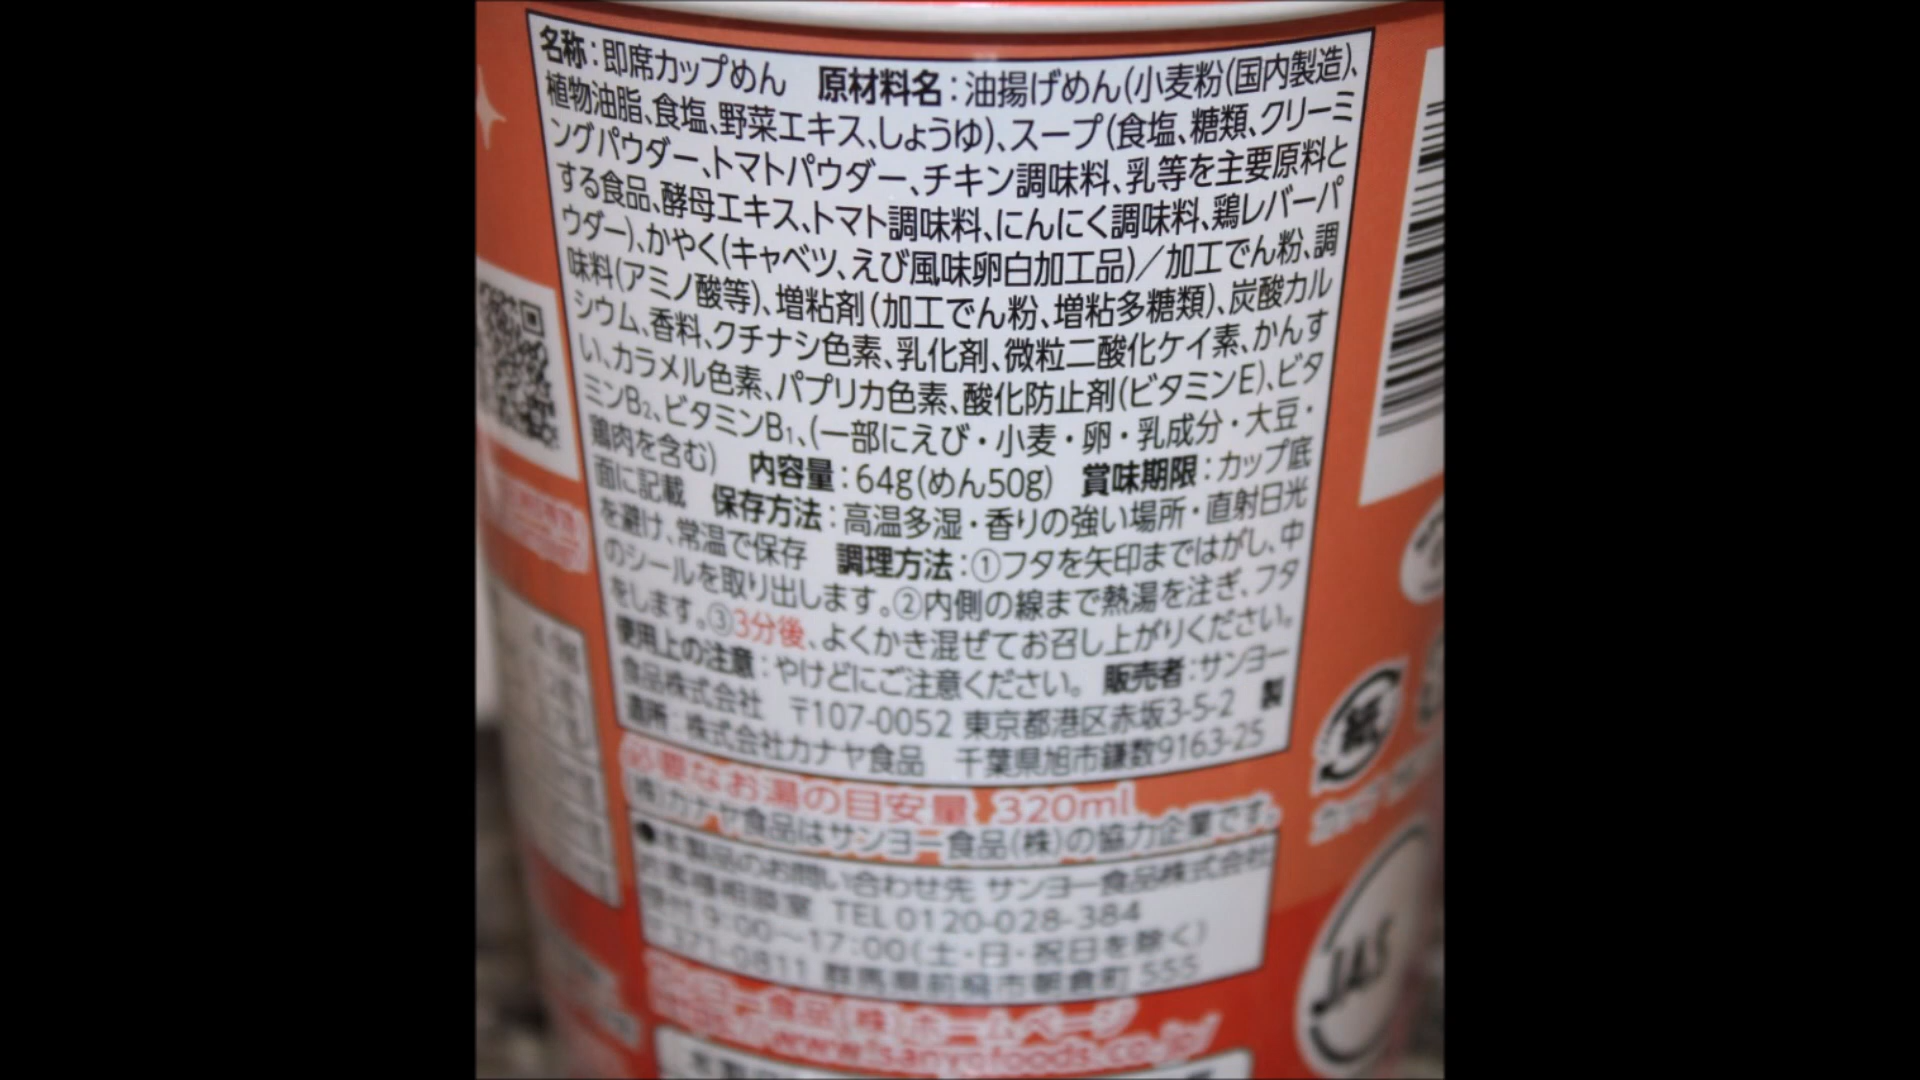 名称:即席カップめん 原材料名:油揚げめん(小麦粉(国内製造)、
植物油脂、食塩、野菜エキス、しょうゆ)、スープ(食塩、糖類、クリーミ
ングパウダー、トマトパウダー、チキン調味料、乳等を主要原料と
する食品、酵母エキス、トマト調味料、にんにく調味料、鶏レバーパ
ウダー)、かやく(キャベツ、えび風味卵白加工品)/加工でん粉、調
味料(アミノ酸等)、増粘剤(加工でん粉、増粘多糖類)、炭酸カル
シウム、香料、クチナシ色素、乳化剤、微粒二酸化ケイ素、かんす
い、カラメル色素、パプリカ色素、酸化防止剤(ビタミンE)、ビタ
ミンB₂、ビタミンB₁、(一部にえび・小麦・卵・乳成分・大豆・
鶏肉を含む) 内容量:64g(めん50g) 賞味期限:カップ底
面に記載 保存方法:高温多湿・香りの強い場所・直射日光
を避け、常温で保存 調理方法:①フタを矢印まではがし、中
のシールを取り出します。②内側の線まで熱湯を注ぎ、フタ
をします。③3分後、よくかき混ぜてお召し上がりください。
使用上の注意:やけどにご注意ください。 販売者:サンヨー
食品株式会社 〒107-0052 東京都港区赤坂3-5-2 製
造所:株式会社カナヤ食品 千葉県旭市鎌数9163-25
必要なお湯の目安量 320ml
(株)カナヤ食品はサンヨー食品(株)の協力企業です。
●本製品のお問い合わせ先 サンヨー食品株式会社
お客様相談室 TEL 0120-028-384
受付 9:00〜17:00(土・日・祝日を除く)
〒371-0811 群馬県前橋市朝倉町 555
サンヨー食品(株)ホームページ
https://www.sanyofoods.co.jp/
紙
カップ
JAS